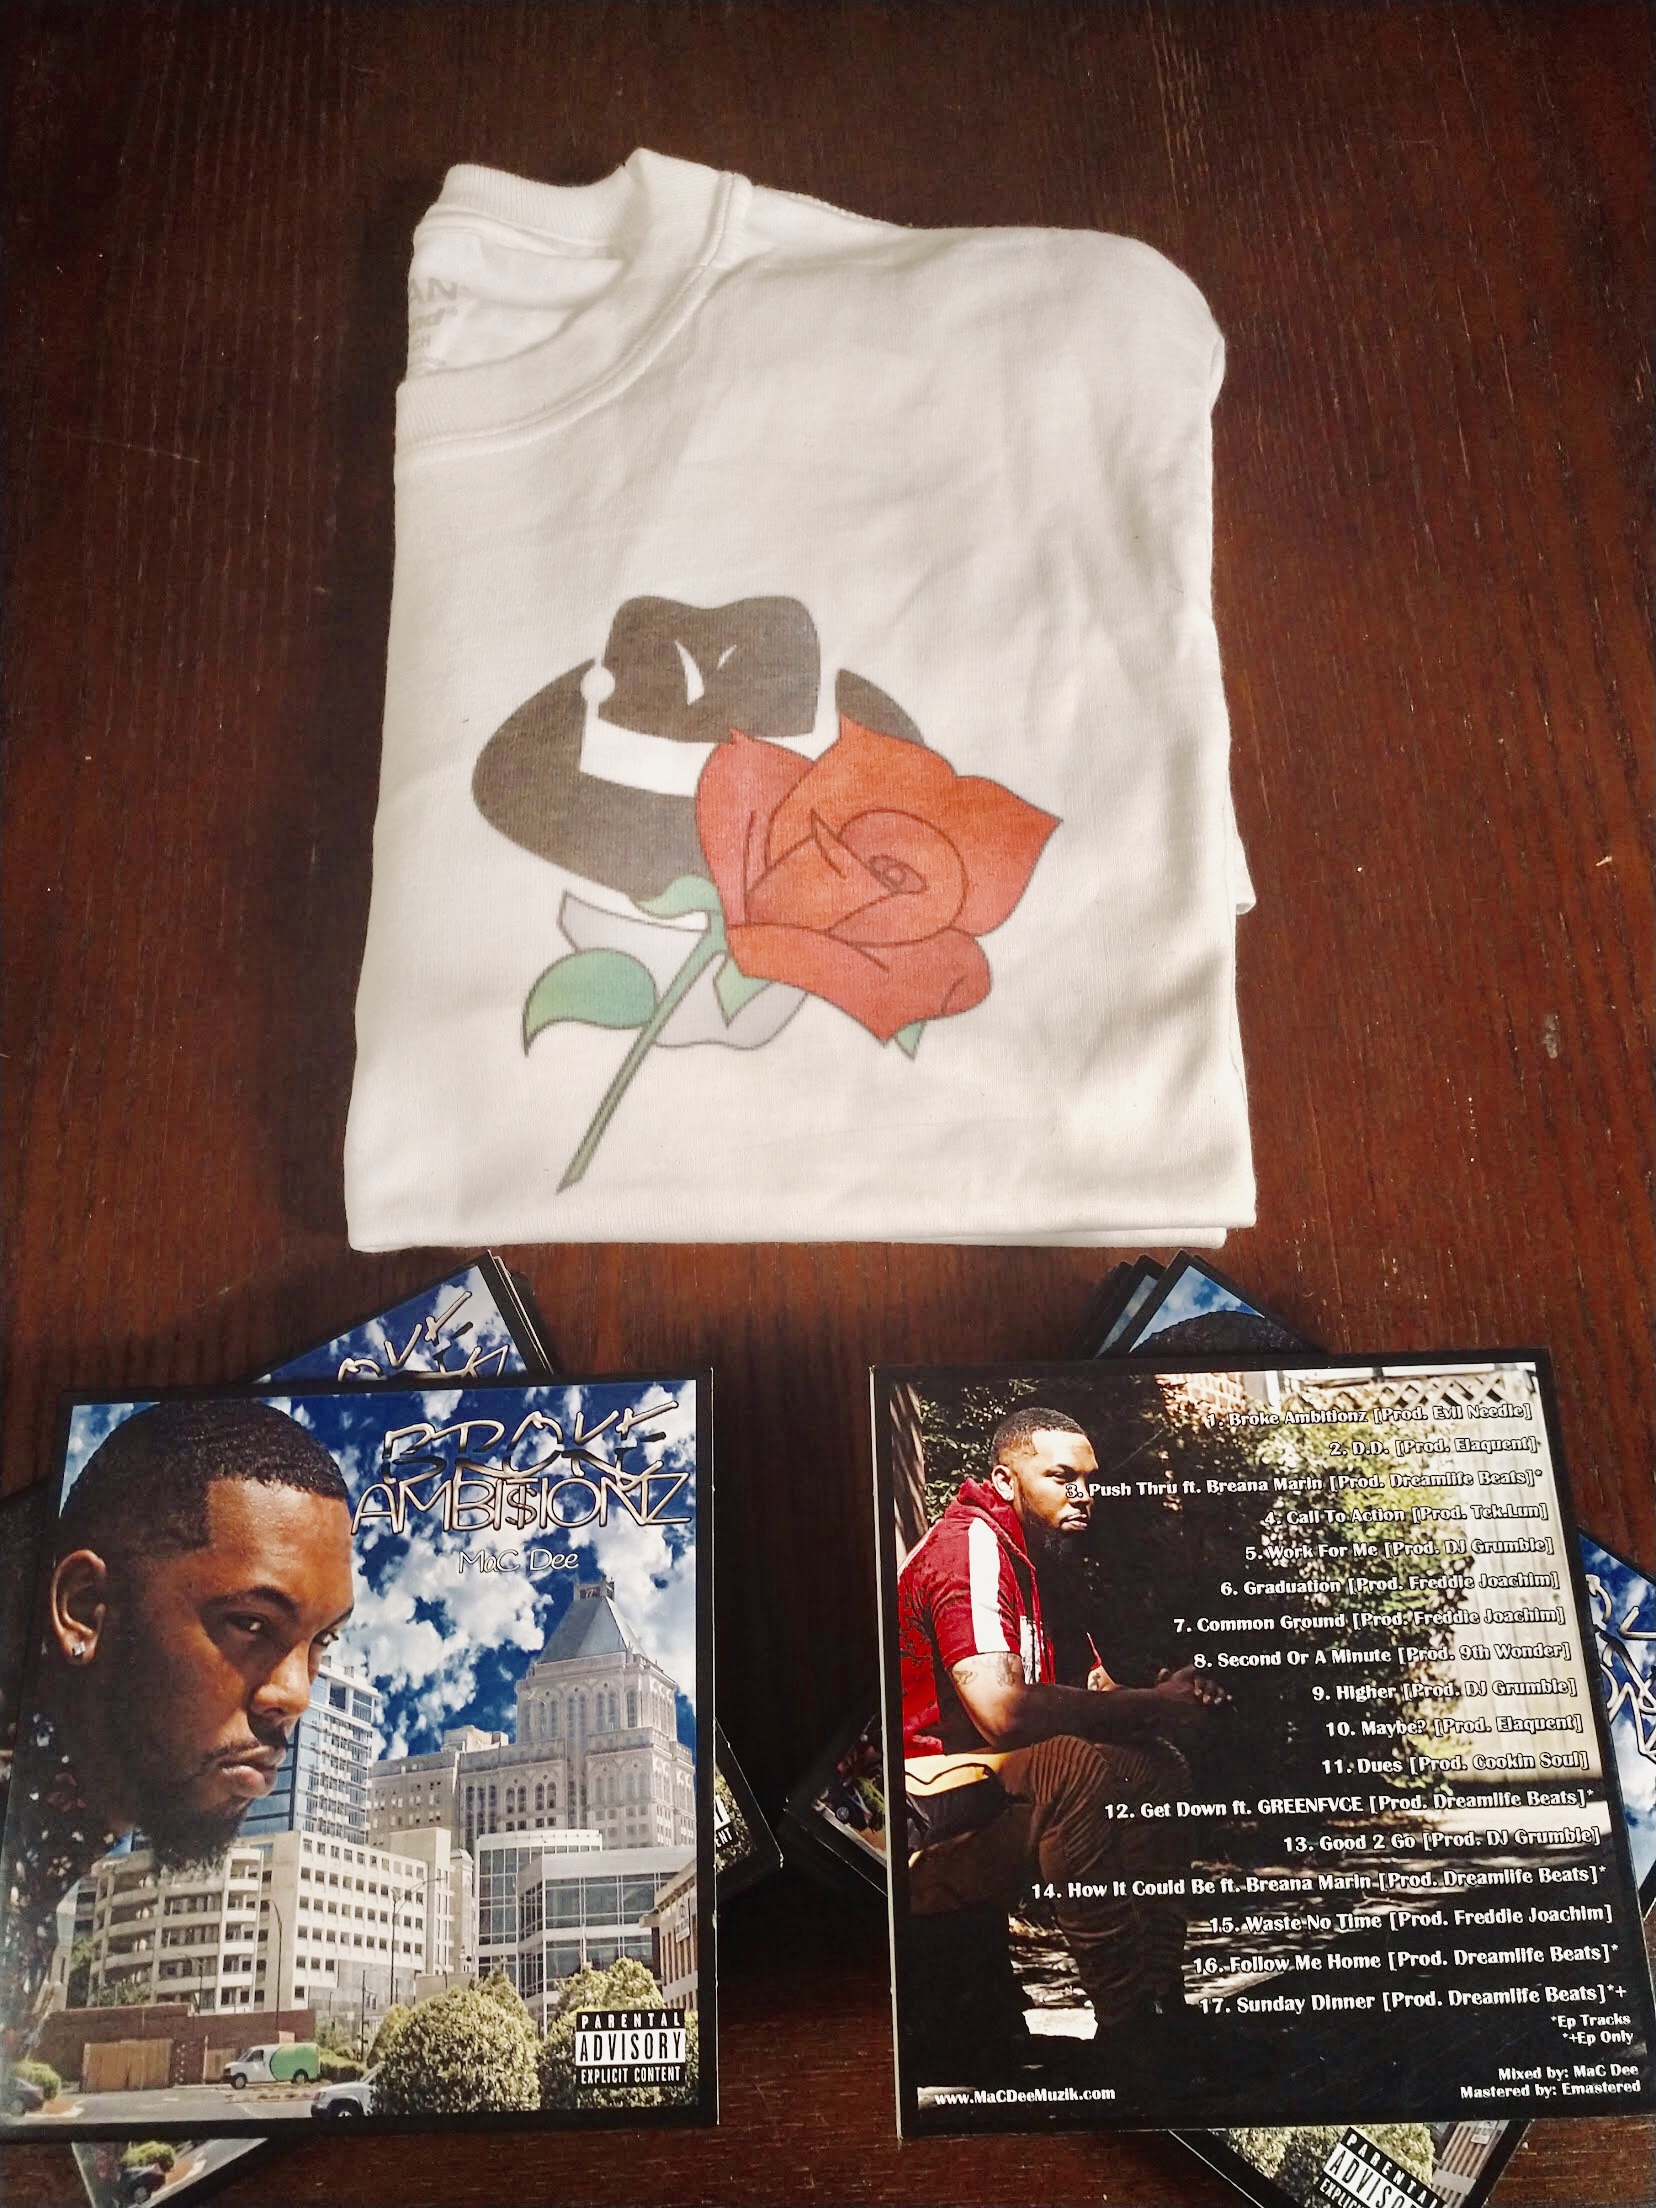 BROKE
AMBI$IONZ
MaC Dee
PARENTAL
ADVISORY
EXPLICIT CONTENT
1. Broke Ambitionz [Prod. Evil Needle]
2. D.D. [Prod. Elaquent]
3. Push Thru ft. Breana Marin [Prod. Dreamlife Beats]*
4. Call To Action [Prod. Tek.Lun]
5. Work For Me [Prod. DJ Grumble]
6. Graduation [Prod. Freddie Joachim]
7. Common Ground [Prod. Freddie Joachim]
8. Second Or A Minute [Prod. 9th Wonder]
9. Higher [Prod. DJ Grumble]
10. Maybe? [Prod. Elaquent]
11. Dues [Prod. Cookin Soul]
12. Get Down ft. GREENFVCE [Prod. Dreamlife Beats]*
13. Good 2 Go [Prod. DJ Grumble]
14. How It Could Be ft. Breana Marin [Prod. Dreamlife Beats]*
15. Waste No Time [Prod. Freddie Joachim]
16. Follow Me Home [Prod. Dreamlife Beats]*
17. Sunday Dinner [Prod. Dreamlife Beats]*+
*Ep Tracks
*+Ep Only
Mixed by: MaC Dee
Mastered by: Emastered
www.MaCDeeMuzik.com
PARENTAL
ADVISO
EXPLIC